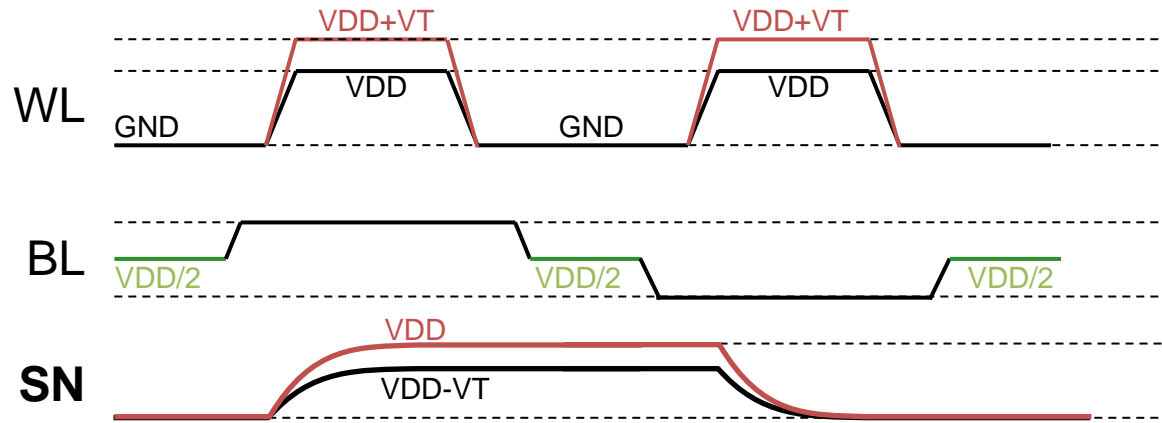 VDD+VT
VDD+VT
WL
VDD
VDD
GND
GND
BL
VDD/2
VDD/2
VDD/2
VDD
SN
VDD-VT